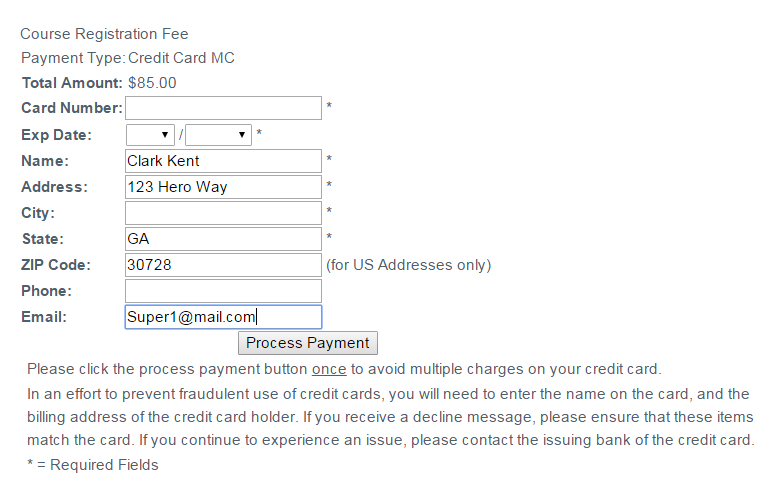 Course Registration Fee
Payment Type: Credit Card MC
Total Amount: $85.00
Card Number: *
Exp Date: / *
Name: Clark Kent *
Address: 123 Hero Way *
City: *
State: GA *
ZIP Code: 30728 (for US Addresses only)
Phone:
Email: Super1@mail.com
Process Payment
Please click the process payment button once to avoid multiple charges on your credit card.
In an effort to prevent fraudulent use of credit cards, you will need to enter the name on the card, and the
billing address of the credit card holder. If you receive a decline message, please ensure that these items
match the card. If you continue to experience an issue, please contact the issuing bank of the credit card.
* = Required Fields